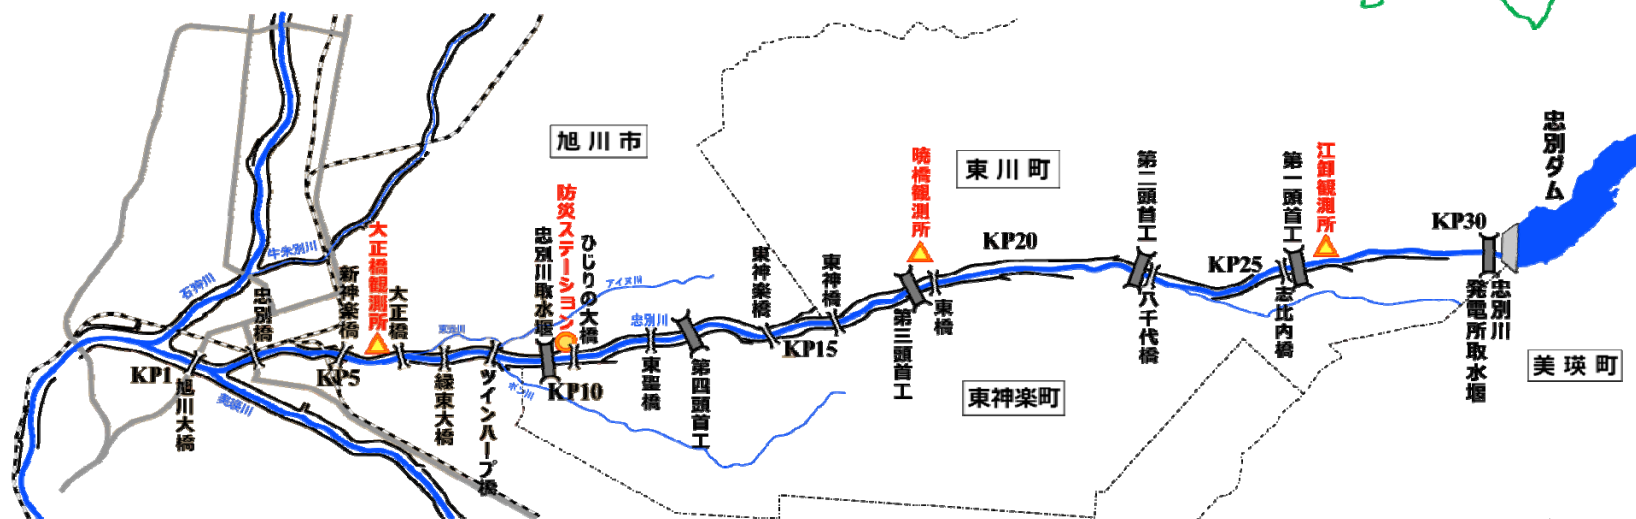 旭川市
東川町
東神楽町
美瑛町
忠別ダム
石狩川
牛朱別川
忠別川
美瑛川
アイヌ川
ポン川
KP1
旭川大橋
忠別橋
新神楽橋
KP5
大正橋観測所
大正橋
緑東大橋
ツインハープ橋
忠別川取水堰
防災ステーション
ひじりの大橋
KP10
東聖橋
第四頭首工
東神楽橋
KP15
東神橋
暁橋観測所
第三頭首工
東橋
KP20
第二頭首工
八千代橋
KP25
第一頭首工
志比内橋
江卸観測所
KP30
忠別川
発電所取水堰